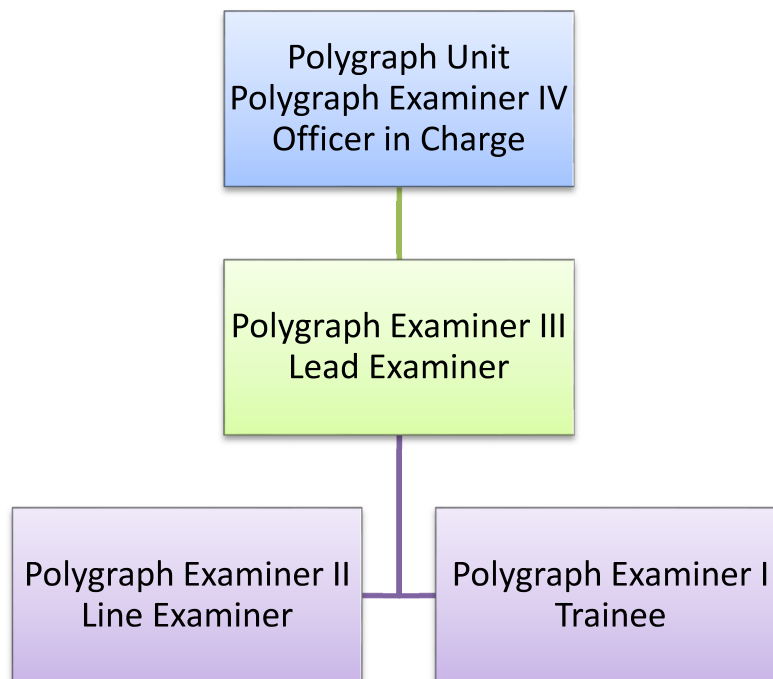 Polygraph Unit
Polygraph Examiner IV
Officer in Charge
Polygraph Examiner III
Lead Examiner
Polygraph Examiner II
Line Examiner
Polygraph Examiner I
Trainee